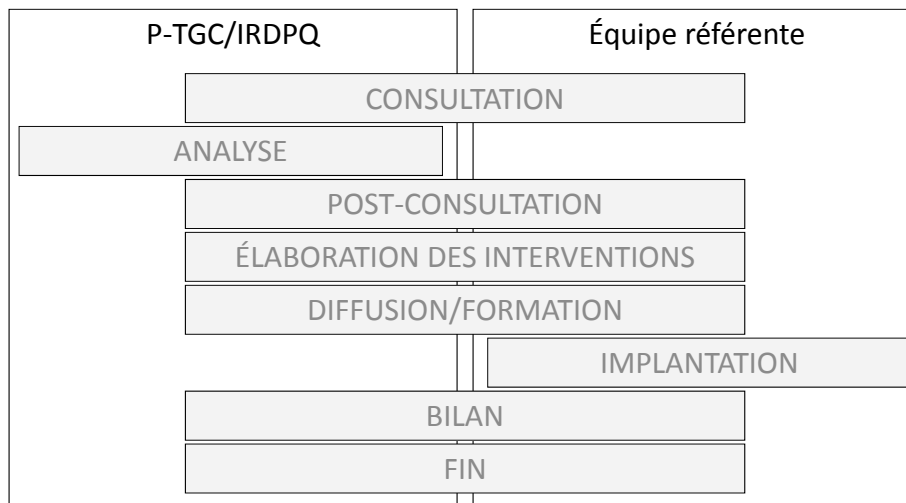 P-TGC/IRDPQ
Équipe référente
CONSULTATION
ANALYSE
POST-CONSULTATION
ÉLABORATION DES INTERVENTIONS
DIFFUSION/FORMATION
IMPLANTATION
BILAN
FIN